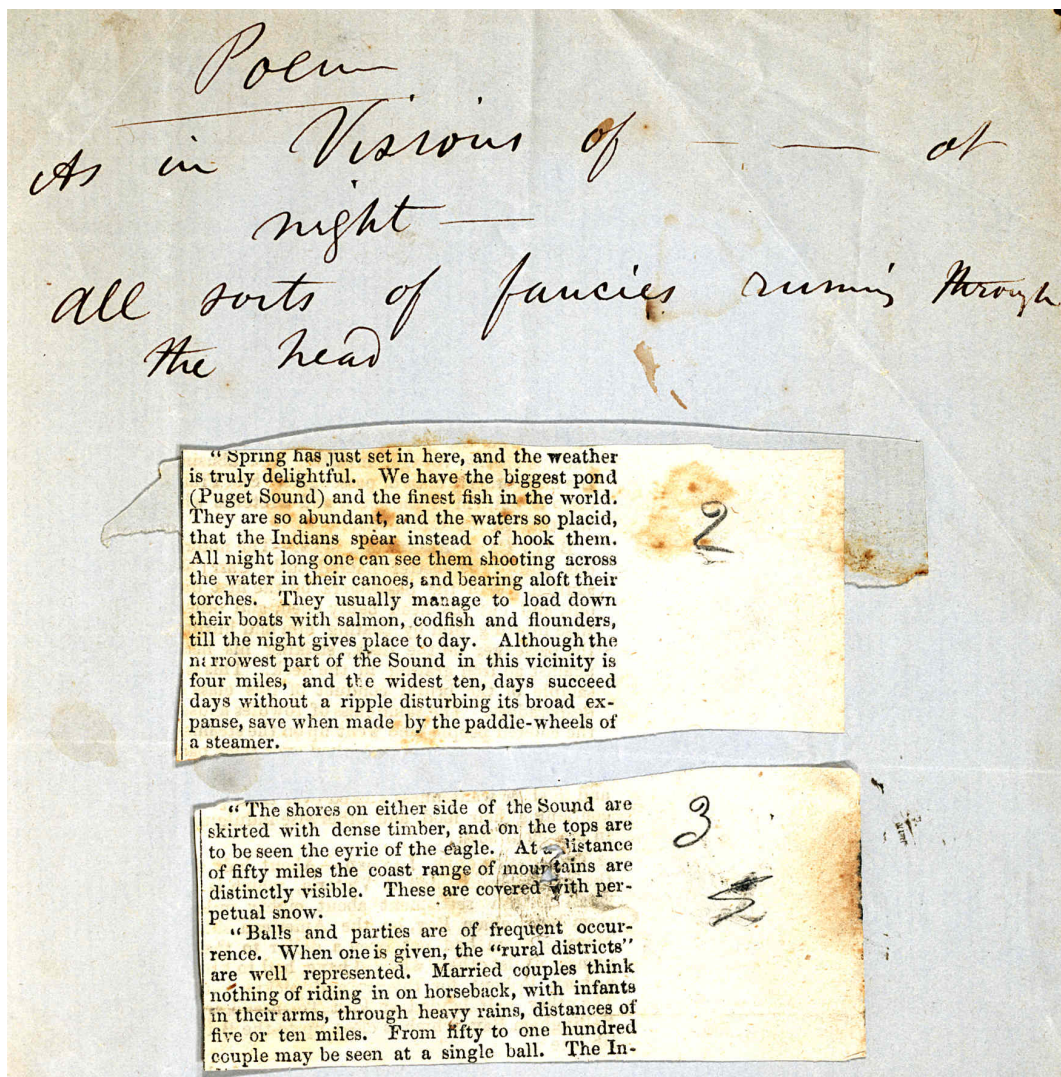 Poem
As in Visions of — — at
night —
All sorts of fancies running through
the head
"Spring has just set in here, and the weather
is truly delightful. We have the biggest pond
(Puget Sound) and the finest fish in the world.
They are so abundant, and the waters so placid,
that the Indians spear instead of hook them.
All night long one can see them shooting across
the water in their canoes, and bearing aloft their
torches. They usually manage to load down
their boats with salmon, codfish and flounders,
till the night gives place to day. Although the
narrowest part of the Sound in this vicinity is
four miles, and the widest ten, days succeed
days without a ripple disturbing its broad ex-
panse, save when made by the paddle-wheels of
a steamer.
2
"The shores on either side of the Sound are
skirted with dense timber, and on the tops are
to be seen the eyrie of the eagle. At a distance
of fifty miles the coast range of mountains are
distinctly visible. These are covered with per-
petual snow.
"Balls and parties are of frequent occur-
rence. When one is given, the "rural districts"
are well represented. Married couples think
nothing of riding in on horseback, with infants
in their arms, through heavy rains, distances of
five or ten miles. From fifty to one hundred
couple may be seen at a single ball. The In-
3